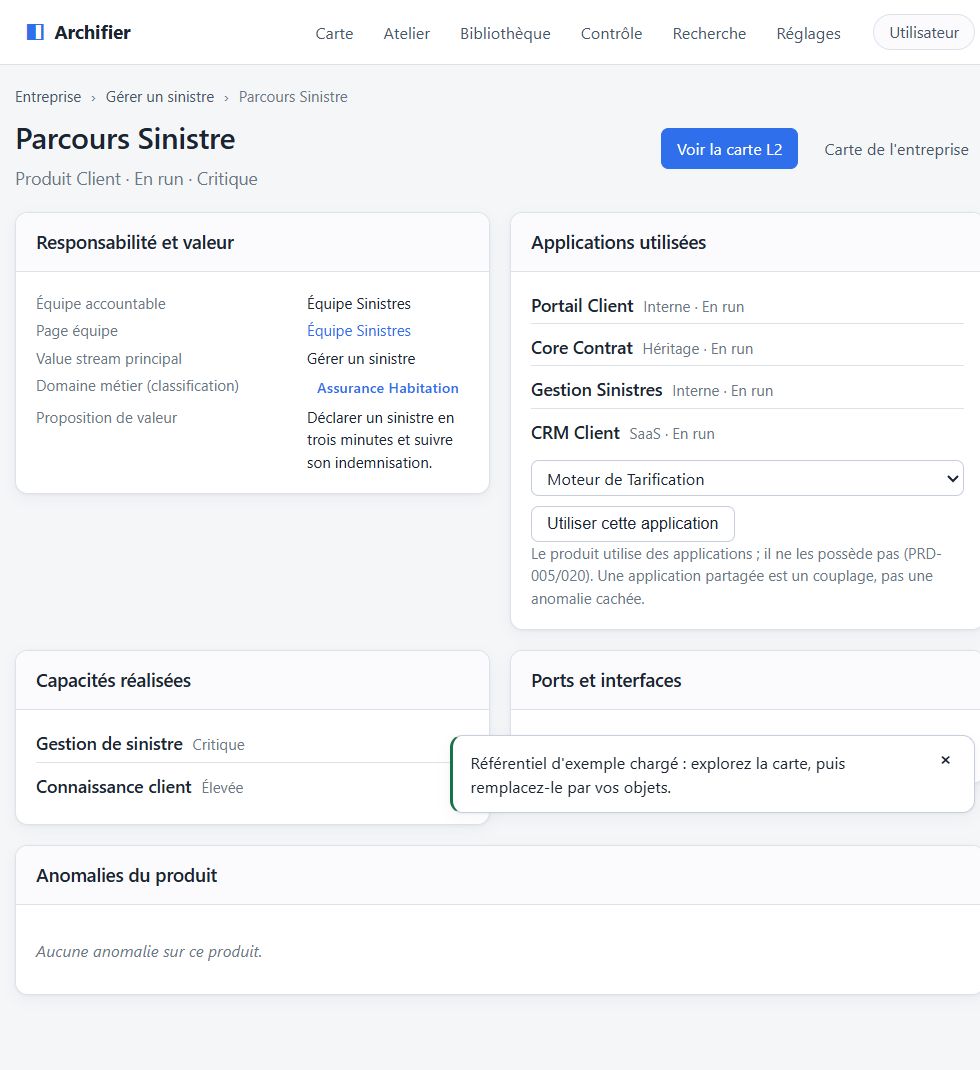 Archifier
Carte
Atelier
Bibliothèque
Contrôle
Recherche
Réglages
Utilisateur
Entreprise › Gérer un sinistre › Parcours Sinistre
Parcours Sinistre
Produit Client · En run · Critique
Voir la carte L2
Carte de l'entreprise
Responsabilité et valeur
Équipe accountable
Équipe Sinistres
Page équipe
Équipe Sinistres
Value stream principal
Gérer un sinistre
Domaine métier (classification)
Assurance Habitation
Proposition de valeur
Déclarer un sinistre en
trois minutes et suivre
son indemnisation.
Applications utilisées
Portail Client Interne · En run
Core Contrat Héritage · En run
Gestion Sinistres Interne · En run
CRM Client SaaS · En run
Moteur de Tarification
Utiliser cette application
Le produit utilise des applications ; il ne les possède pas (PRD-
005/020). Une application partagée est un couplage, pas une
anomalie cachée.
Capacités réalisées
Gestion de sinistre Critique
Connaissance client Élevée
Ports et interfaces
Référentiel d'exemple chargé : explorez la carte, puis
remplacez-le par vos objets.
×
Anomalies du produit
Aucune anomalie sur ce produit.